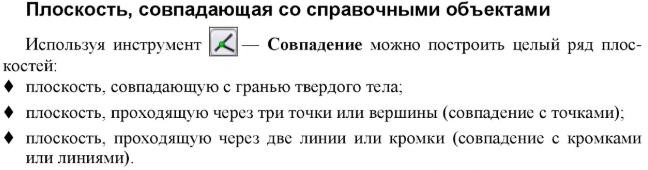 Плоскость, совпадающая со справочными объектами
Используя инструмент — Совпадение можно построить целый ряд плос-
костей:
♦ плоскость, совпадающую с гранью твердого тела;
♦ плоскость, проходящую через три точки или вершины (совпадение с точками);
♦ плоскость, проходящую через две линии или кромки (совпадение с кромками
или линиями).